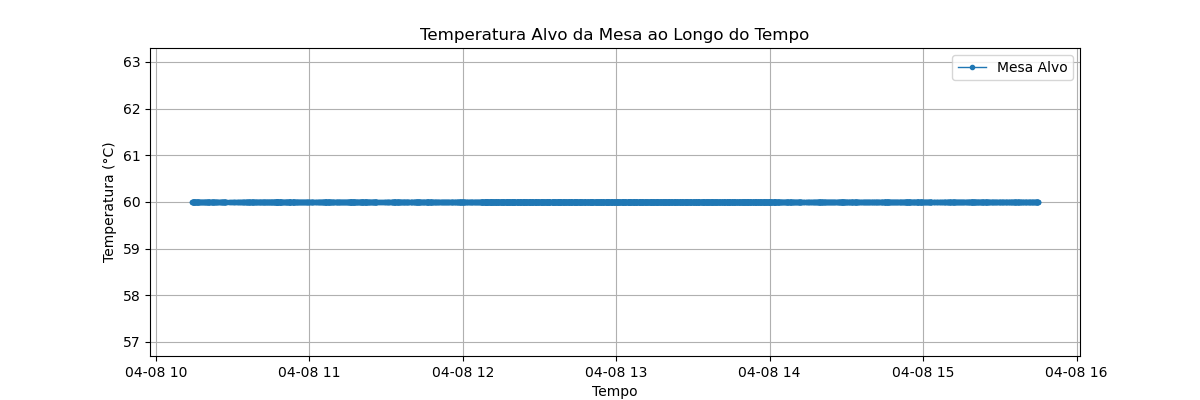 Temperatura Alvo da Mesa ao Longo do Tempo
Mesa Alvo
Temperatura (°C)
63
62
61
60
59
58
57
04-08 10 04-08 11 04-08 12 04-08 13 04-08 14 04-08 15 04-08 16
Tempo